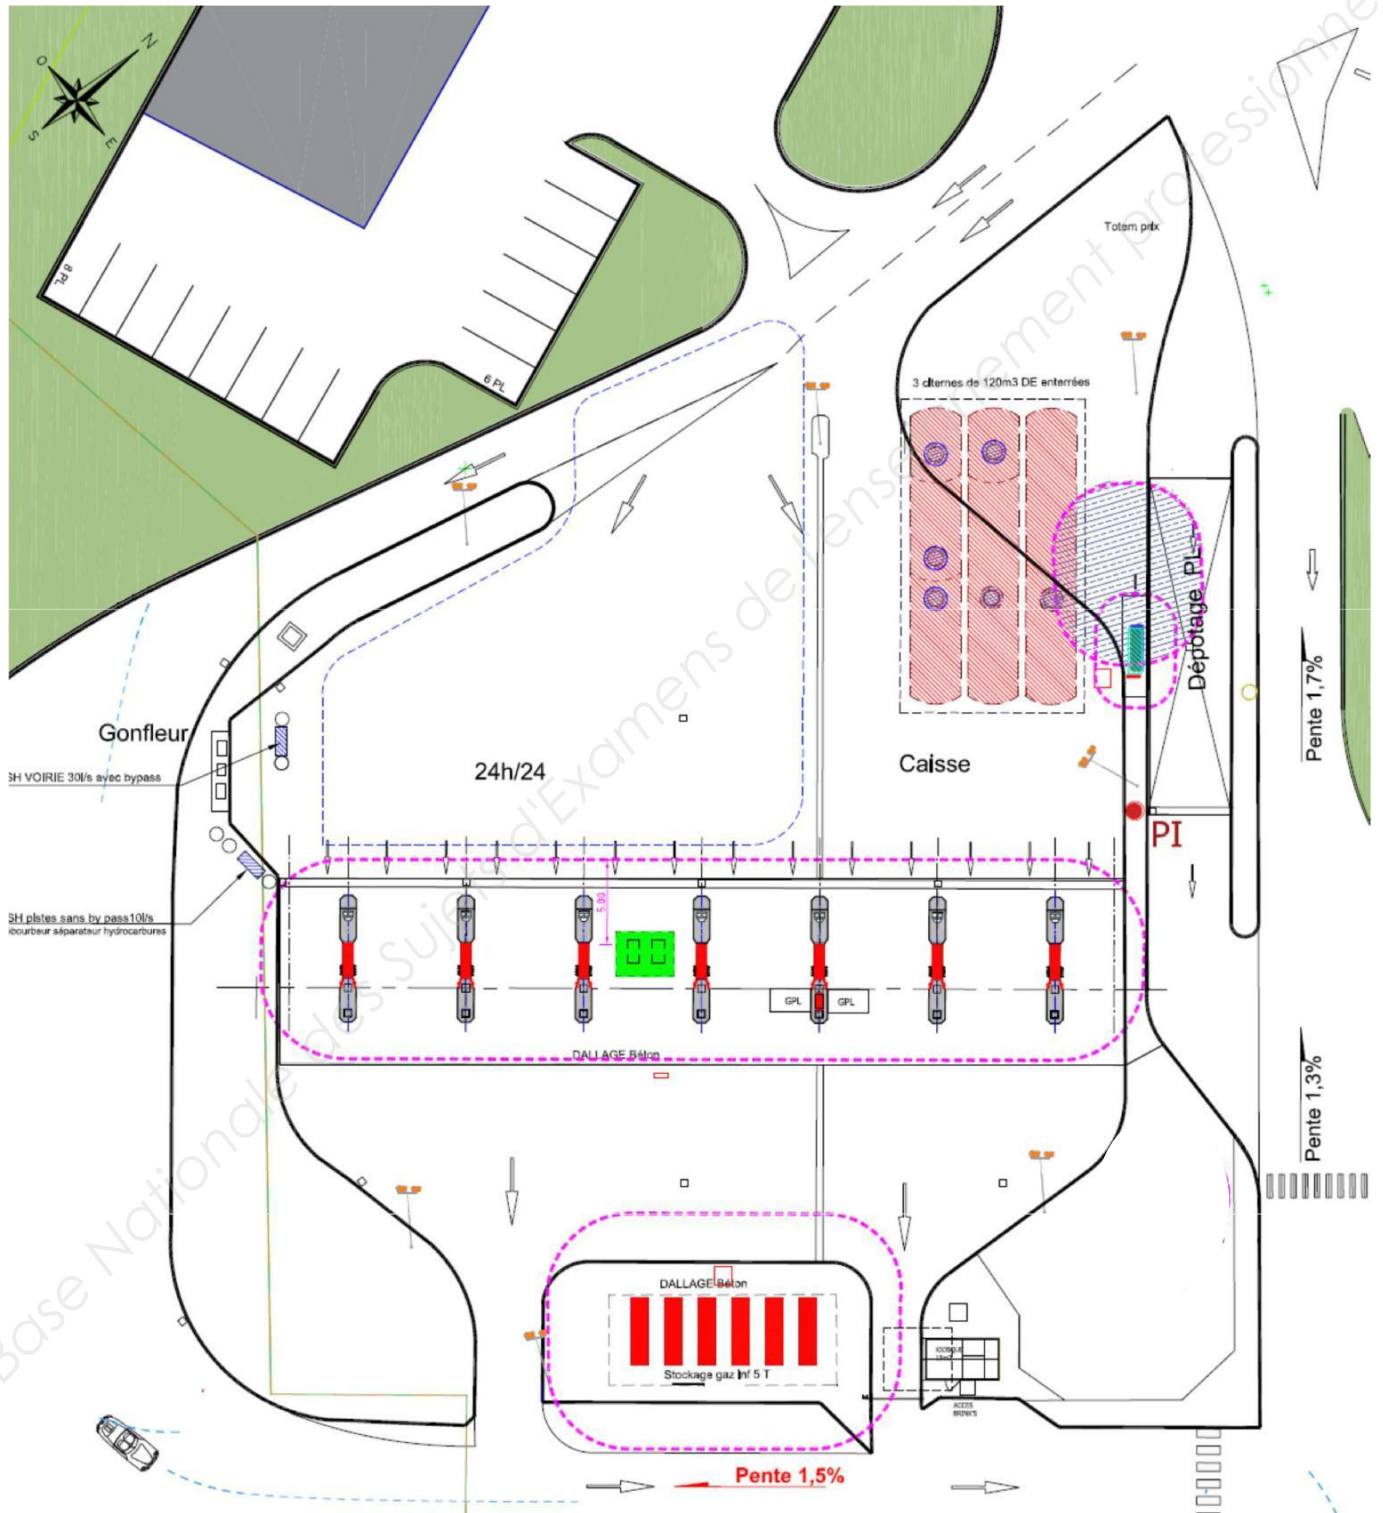 N
O
S
E
8 PL
6 PL
Totem prix
3 citernes de 120m3 DE enterrées
Dépotage PL
Pente 1,7%
Gonfleur
SH VOIRIE 30l/s avec bypass
24h/24
Caisse
PI
SH pistes sans by pass10l/s
bourbeur séparateur hydrocarbures
5.00
GPL
GPL
DALLAGE Béton
Pente 1,3%
DALLAGE Béton
Stockage gaz Inf 5 T
KIOSQUE
ACCES
BRINKS
Pente 1,5%
Base Nationale des Sujets d'Examens de l'enseignement professionne